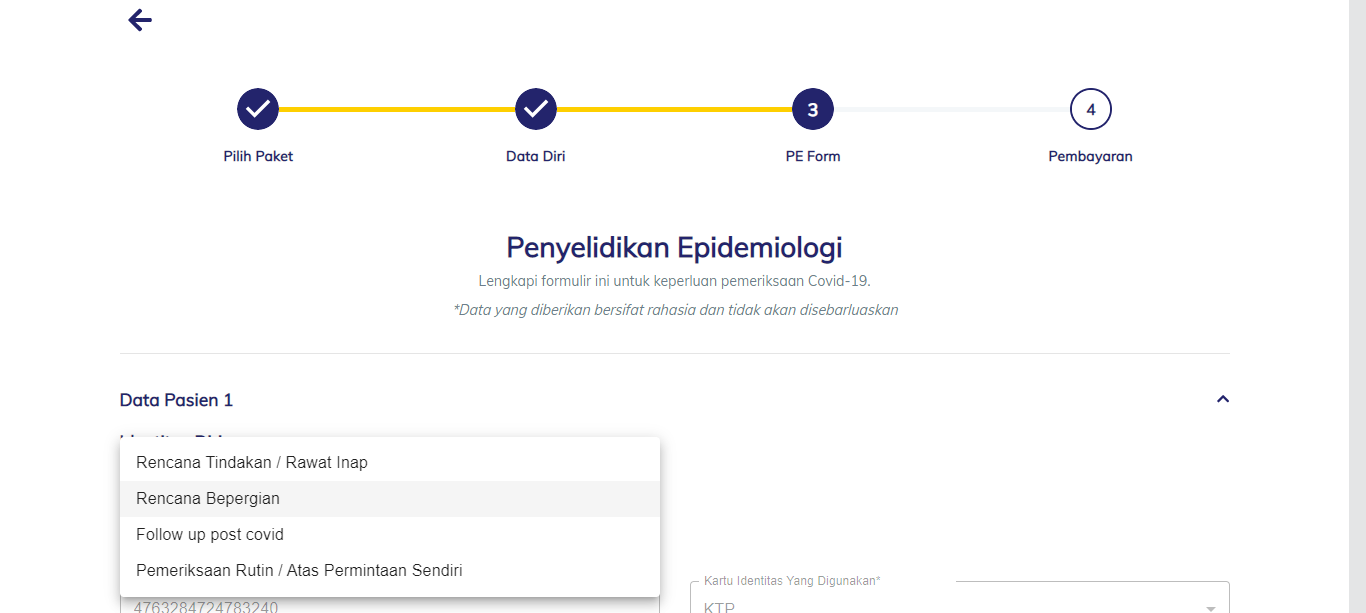 3
4
Pilih Paket
Data Diri
PE Form
Pembayaran
Penyelidikan Epidemiologi
Lengkapi formulir ini untuk keperluan pemeriksaan Covid-19.
*Data yang diberikan bersifat rahasia dan tidak akan disebarluaskan
Data Pasien 1
Rencana Tindakan / Rawat Inap
Rencana Bepergian
Follow up post covid
Pemeriksaan Rutin / Atas Permintaan Sendiri
Kartu Identitas Yang Digunakan*
4763284724783240
KTP